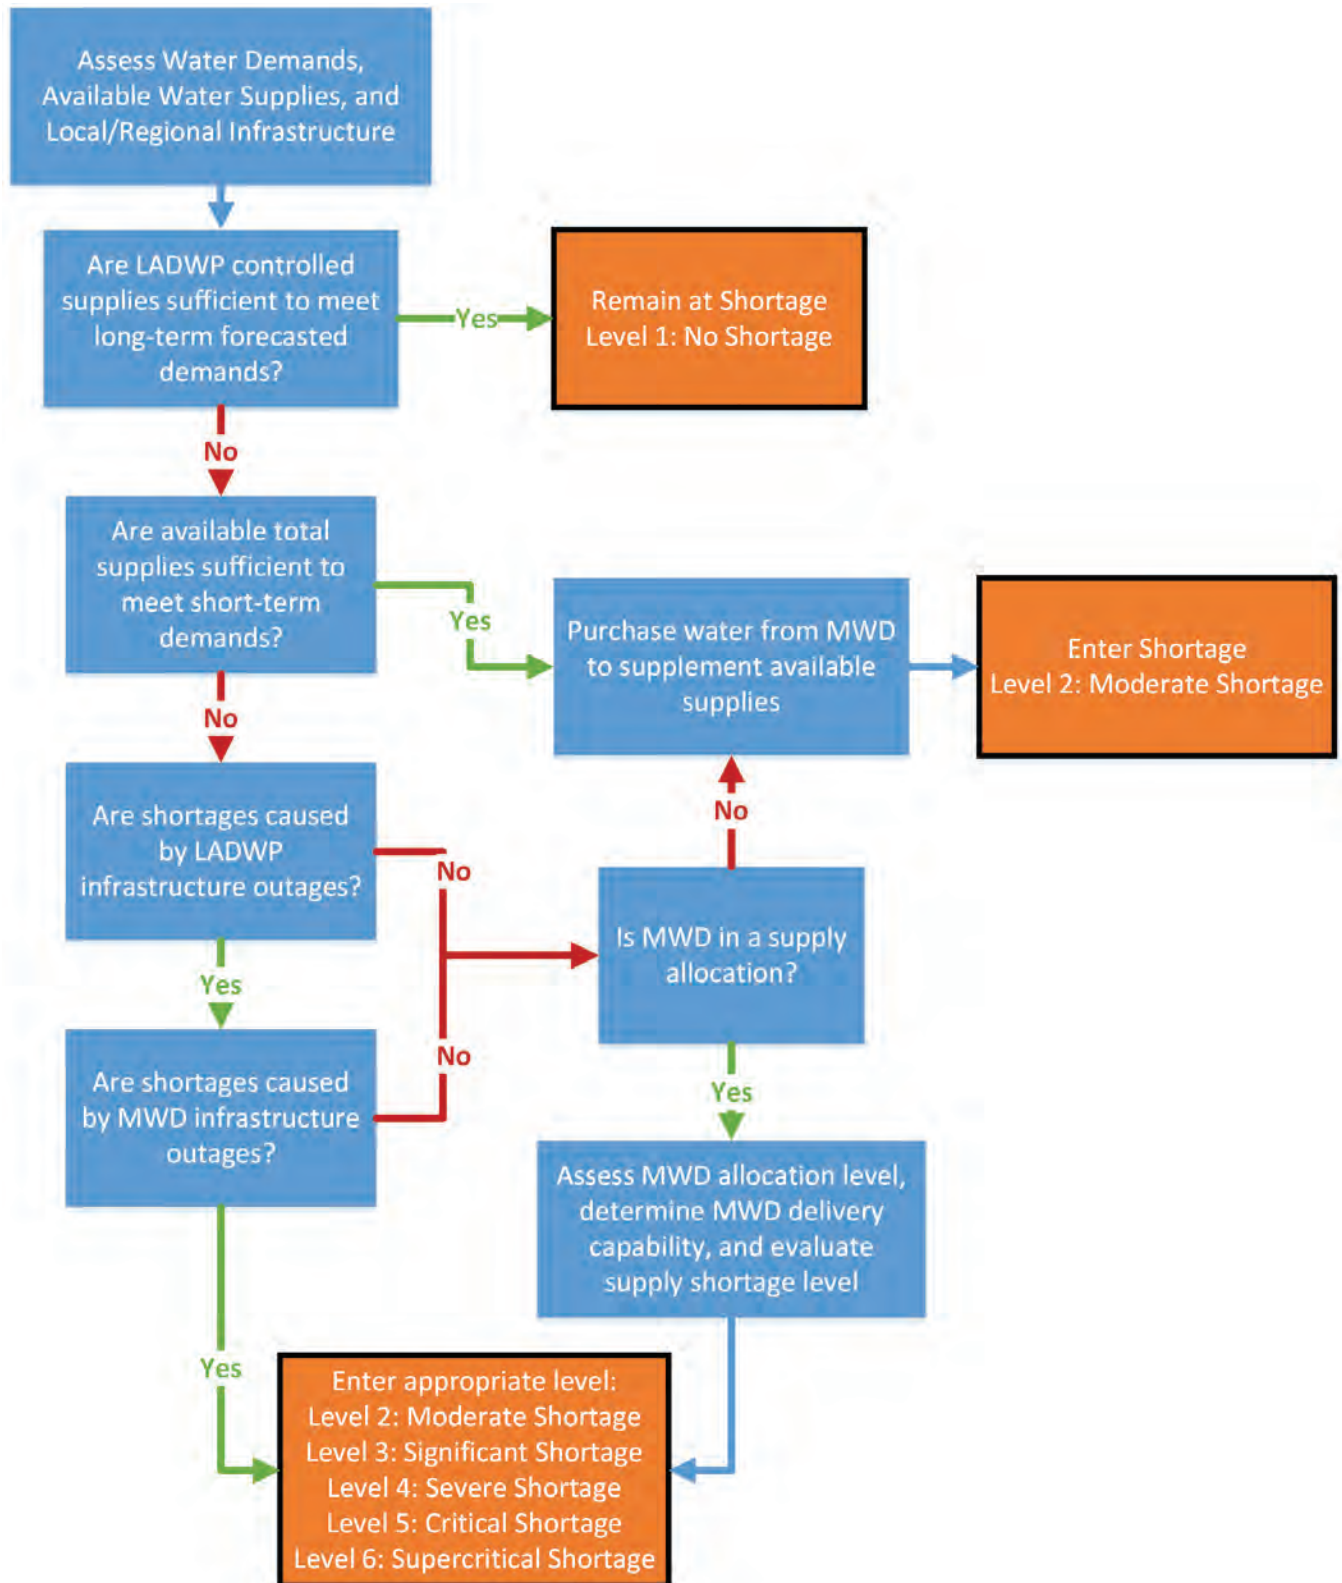 Assess Water Demands,
Available Water Supplies, and
Local/Regional Infrastructure
Are LADWP controlled
supplies sufficient to meet
long-term forecasted
demands?
Yes
Remain at Shortage
Level 1: No Shortage
No
Are available total
supplies sufficient to
meet short-term
demands?
Yes
Purchase water from MWD
to supplement available
supplies
Enter Shortage
Level 2: Moderate Shortage
No
No
Are shortages caused
by LADWP
infrastructure outages?
No
Is MWD in a supply
allocation?
Yes
Are shortages caused
by MWD infrastructure
outages?
No
Yes
Assess MWD allocation level,
determine MWD delivery
capability, and evaluate
supply shortage level
Yes
Enter appropriate level:
Level 2: Moderate Shortage
Level 3: Significant Shortage
Level 4: Severe Shortage
Level 5: Critical Shortage
Level 6: Supercritical Shortage